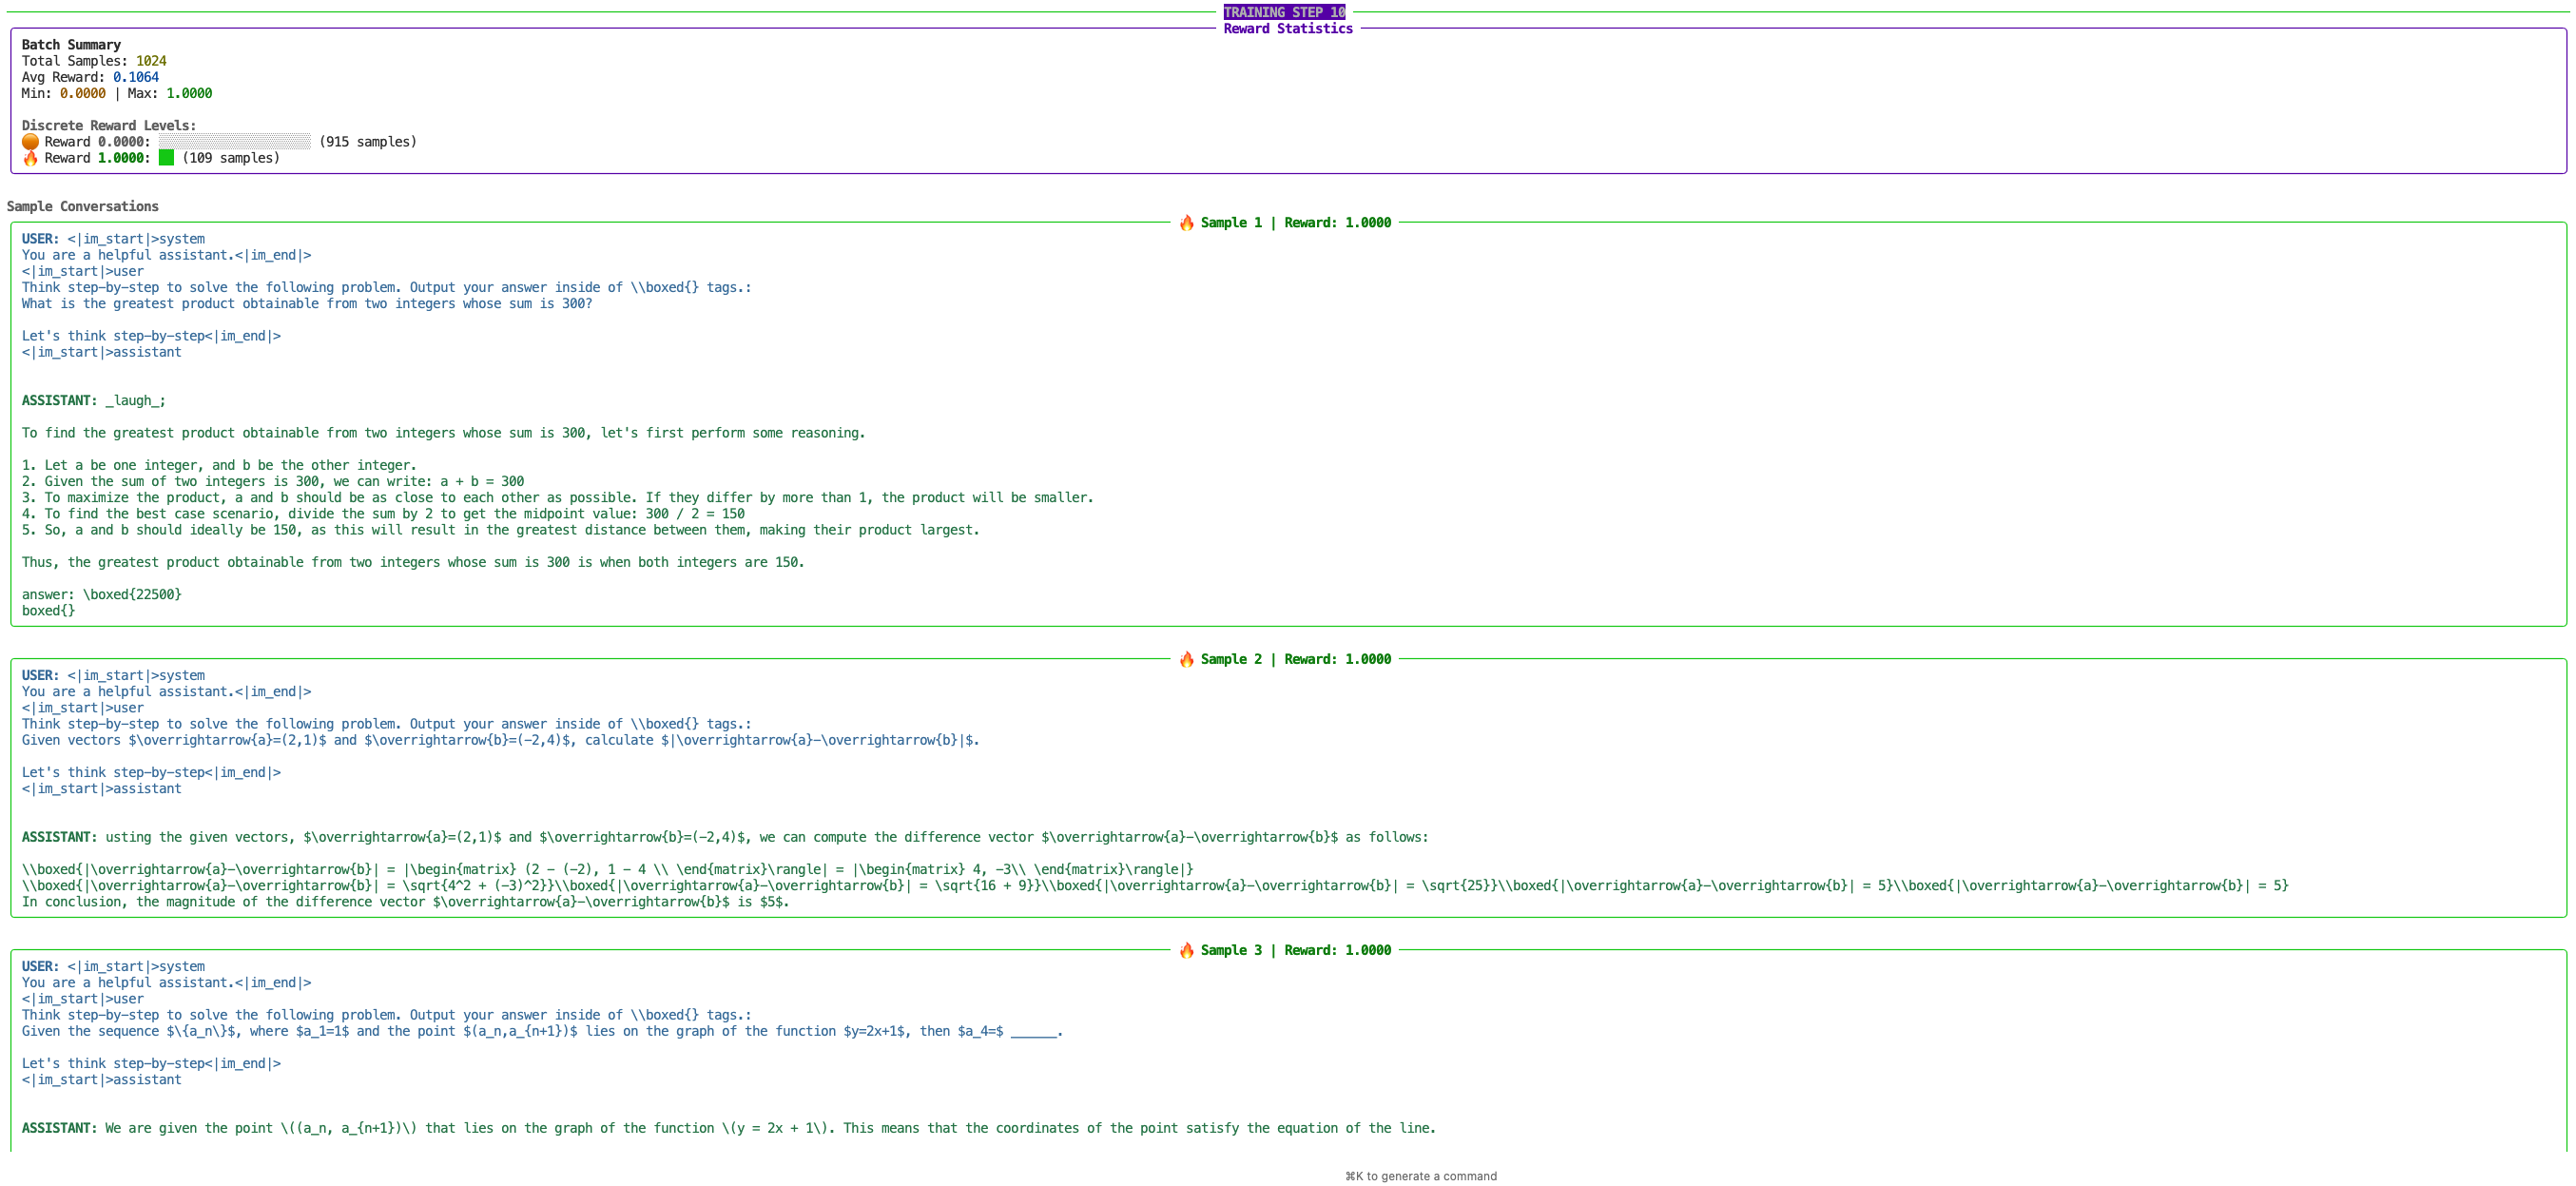 TRAINING STEP 10
Reward Statistics
Batch Summary
Total Samples: 1024
Avg Reward: 0.1064
Min: 0.0000 | Max: 1.0000
Discrete Reward Levels:
Reward 0.0000: ░░░░░░░░░░░░░░░░░░░░ (915 samples)
🔥 Reward 1.0000: ██ (109 samples)
Sample Conversations
🔥 Sample 1 | Reward: 1.0000
USER: <|im_start|>system
You are a helpful assistant.<|im_end|>
<|im_start|>user
Think step-by-step to solve the following problem. Output your answer inside of \\boxed{} tags.:
What is the greatest product obtainable from two integers whose sum is 300?
Let's think step-by-step<|im_end|>
<|im_start|>assistant
ASSISTANT: _laugh_;
To find the greatest product obtainable from two integers whose sum is 300, let's first perform some reasoning.
1. Let a be one integer, and b be the other integer.
2. Given the sum of two integers is 300, we can write: a + b = 300
3. To maximize the product, a and b should be as close to each other as possible. If they differ by more than 1, the product will be smaller.
4. To find the best case scenario, divide the sum by 2 to get the midpoint value: 300 / 2 = 150
5. So, a and b should ideally be 150, as this will result in the greatest distance between them, making their product largest.
Thus, the greatest product obtainable from two integers whose sum is 300 is when both integers are 150.
answer: \boxed{22500}
boxed{}
🔥 Sample 2 | Reward: 1.0000
USER: <|im_start|>system
You are a helpful assistant.<|im_end|>
<|im_start|>user
Think step-by-step to solve the following problem. Output your answer inside of \\boxed{} tags.:
Given vectors $\overrightarrow{a}=(2,1)$ and $\overrightarrow{b}=(-2,4)$, calculate $|\overrightarrow{a}-\overrightarrow{b}|$.
Let's think step-by-step<|im_end|>
<|im_start|>assistant
ASSISTANT: usting the given vectors, $\overrightarrow{a}=(2,1)$ and $\overrightarrow{b}=(-2,4)$, we can compute the difference vector $\overrightarrow{a}-\overrightarrow{b}$ as follows:
\\boxed{|\overrightarrow{a}-\overrightarrow{b}| = |\begin{matrix} (2 - (-2), 1 - 4 \\ \end{matrix}\rangle| = |\begin{matrix} 4, -3\\ \end{matrix}\rangle|}
\\boxed{|\overrightarrow{a}-\overrightarrow{b}| = \sqrt{4^2 + (-3)^2}}\\boxed{|\overrightarrow{a}-\overrightarrow{b}| = \sqrt{16 + 9}}\\boxed{|\overrightarrow{a}-\overrightarrow{b}| = \sqrt{25}}\\boxed{|\overrightarrow{a}-\overrightarrow{b}| = 5}\\boxed{|\overrightarrow{a}-\overrightarrow{b}| = 5}
In conclusion, the magnitude of the difference vector $\overrightarrow{a}-\overrightarrow{b}$ is $5$.
🔥 Sample 3 | Reward: 1.0000
USER: <|im_start|>system
You are a helpful assistant.<|im_end|>
<|im_start|>user
Think step-by-step to solve the following problem. Output your answer inside of \\boxed{} tags.:
Given the sequence $\{a_n\}$, where $a_1=1$ and the point $(a_n,a_{n+1})$ lies on the graph of the function $y=2x+1$, then $a_4=$ ______.
Let's think step-by-step<|im_end|>
<|im_start|>assistant
ASSISTANT: We are given the point \((a_n, a_{n+1})\) that lies on the graph of the function \(y = 2x + 1\). This means that the coordinates of the point satisfy the equation of the line.
⌘K to generate a command